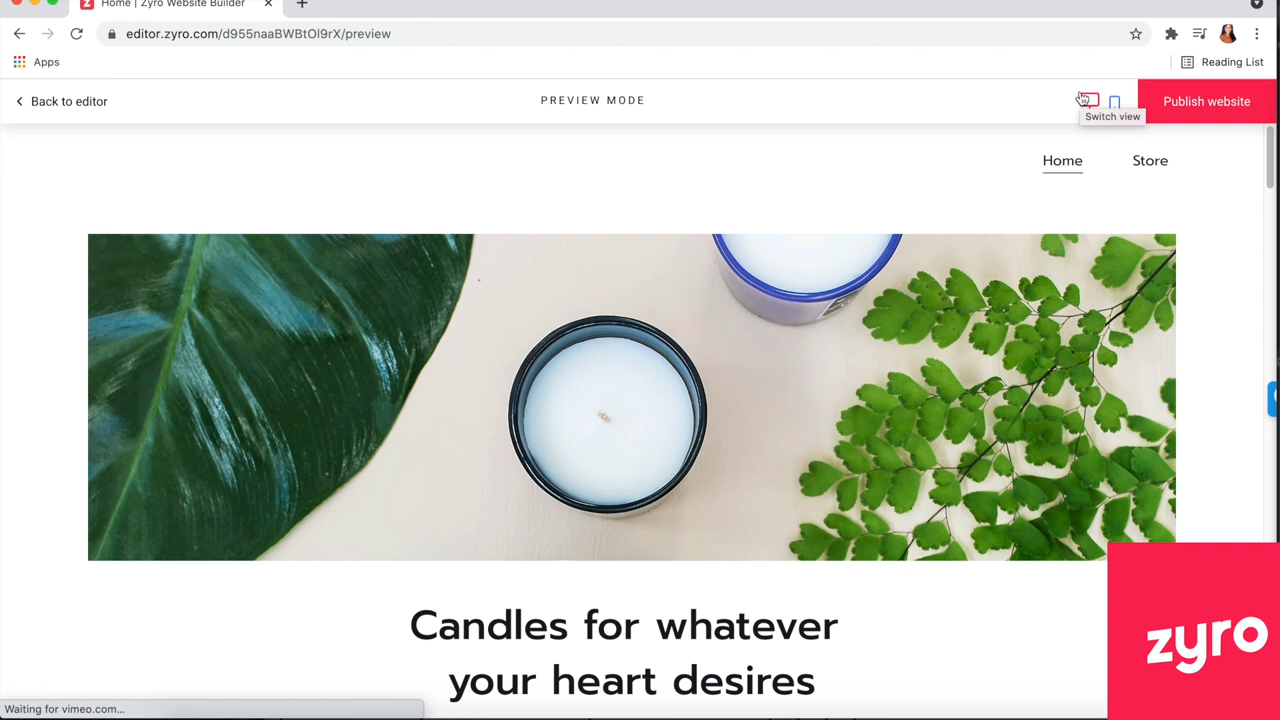 Home | Zyro Website Builder
editor.zyro.com/d955naaBWBtOl9rX/preview
Apps
Reading List
Back to editor
PREVIEW MODE
Publish website
Switch view
Home
Store
Candles for whatever
your heart desires
zyro
Waiting for vimeo.com...